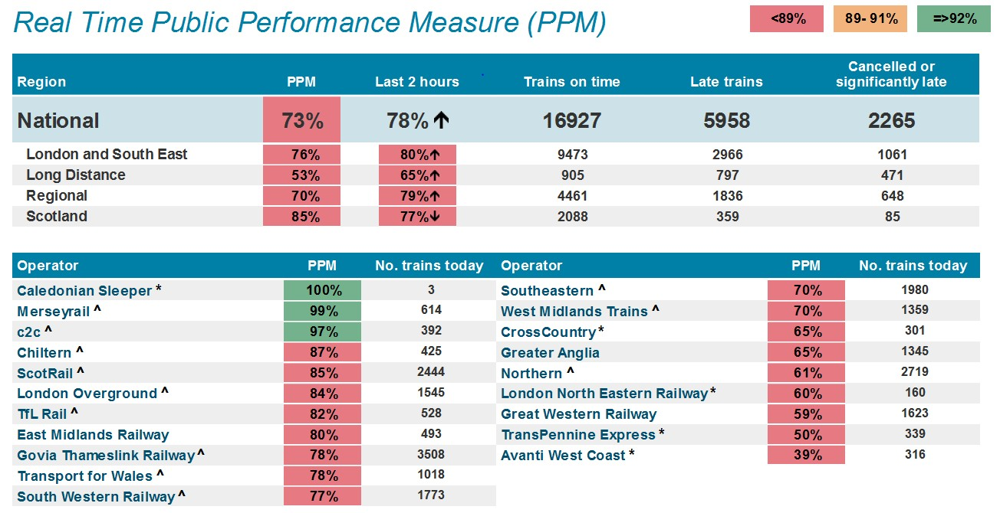 Real Time Public Performance Measure (PPM)
<89% 89- 91% =>92%
Region PPM Last 2 hours Trains on time Late trains Cancelled or significantly late
National 73% 78% ↑ 16927 5958 2265
London and South East 76% 80%↑ 9473 2966 1061
Long Distance 53% 65%↑ 905 797 471
Regional 70% 79%↑ 4461 1836 648
Scotland 85% 77%↓ 2088 359 85
Operator PPM No. trains today Operator PPM No. trains today
Caledonian Sleeper * 100% 3 Southeastern ^ 70% 1980
Merseyrail ^ 99% 614 West Midlands Trains ^ 70% 1359
c2c ^ 97% 392 CrossCountry * 65% 301
Chiltern ^ 87% 425 Greater Anglia 65% 1345
ScotRail ^ 85% 2444 Northern ^ 61% 2719
London Overground ^ 84% 1545 London North Eastern Railway * 60% 160
TfL Rail ^ 82% 528 Great Western Railway 59% 1623
East Midlands Railway 80% 493 TransPennine Express * 50% 339
Govia Thameslink Railway ^ 78% 3508 Avanti West Coast * 39% 316
Transport for Wales ^ 78% 1018
South Western Railway ^ 77% 1773